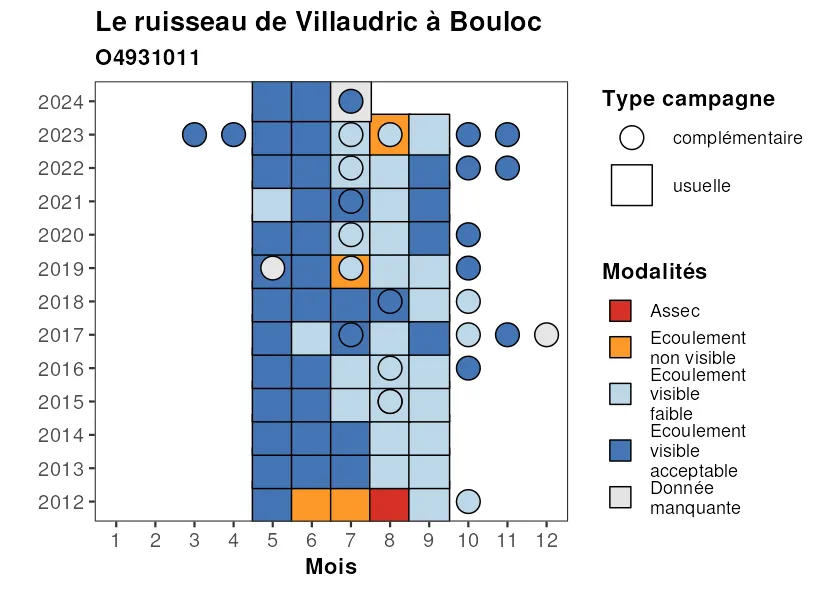 Le ruisseau de Villaudric à Bouloc
O4931011
2024
2023
2022
2021
2020
2019
2018
2017
2016
2015
2014
2013
2012
1 2 3 4 5 6 7 8 9 10 11 12
Mois
Type campagne
complémentaire
usuelle
Modalités
Assec
Ecoulement
non visible
Ecoulement
visible
faible
Ecoulement
visible
acceptable
Donnée
manquante